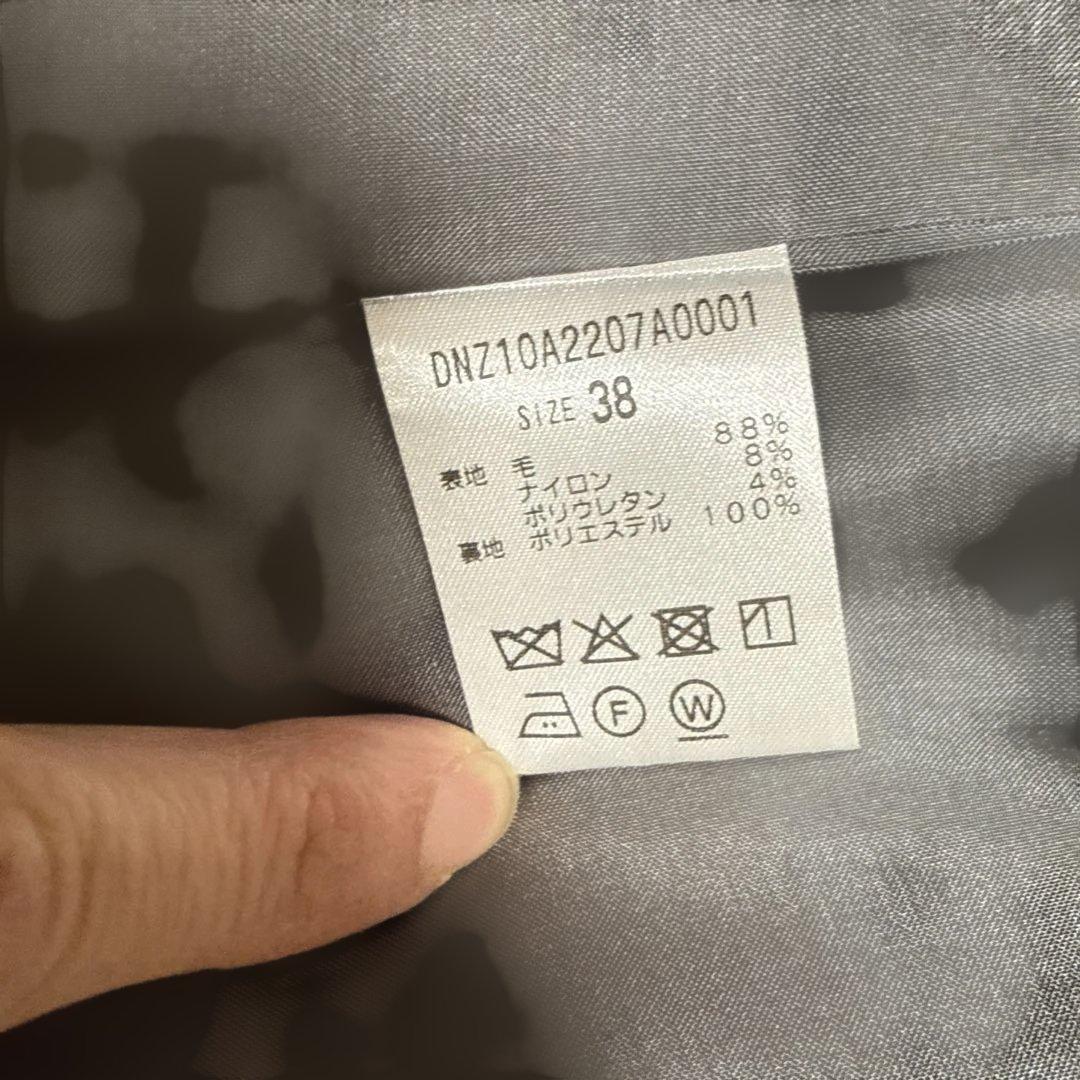 DNZ10A2207A0001
SIZE 38
表地 毛 88%
ナイロン 8%
ポリウレタン 4%
裏地 ポリエステル 100%
F W